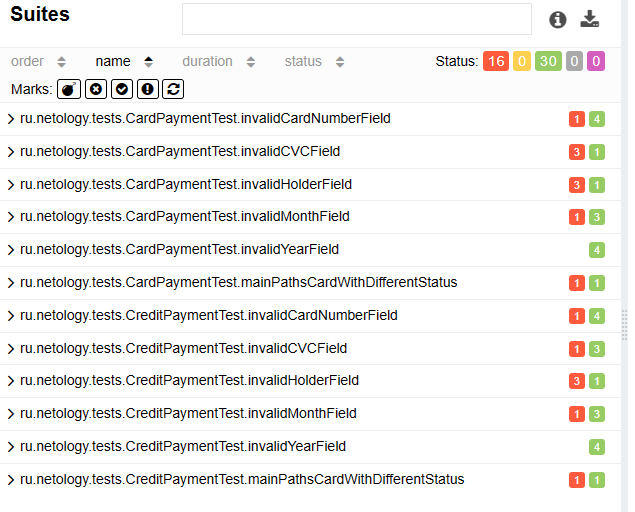 Suites
order name duration status Status: 16 0 30 0 0
Marks:
ru.netology.tests.CardPaymentTest.invalidCardNumberField 1 4
ru.netology.tests.CardPaymentTest.invalidCVCField 3 1
ru.netology.tests.CardPaymentTest.invalidHolderField 3 1
ru.netology.tests.CardPaymentTest.invalidMonthField 1 3
ru.netology.tests.CardPaymentTest.invalidYearField 4
ru.netology.tests.CardPaymentTest.mainPathsCardWithDifferentStatus 1 1
ru.netology.tests.CreditPaymentTest.invalidCardNumberField 1 4
ru.netology.tests.CreditPaymentTest.invalidCVCField 1 3
ru.netology.tests.CreditPaymentTest.invalidHolderField 3 1
ru.netology.tests.CreditPaymentTest.invalidMonthField 1 3
ru.netology.tests.CreditPaymentTest.invalidYearField 4
ru.netology.tests.CreditPaymentTest.mainPathsCardWithDifferentStatus 1 1